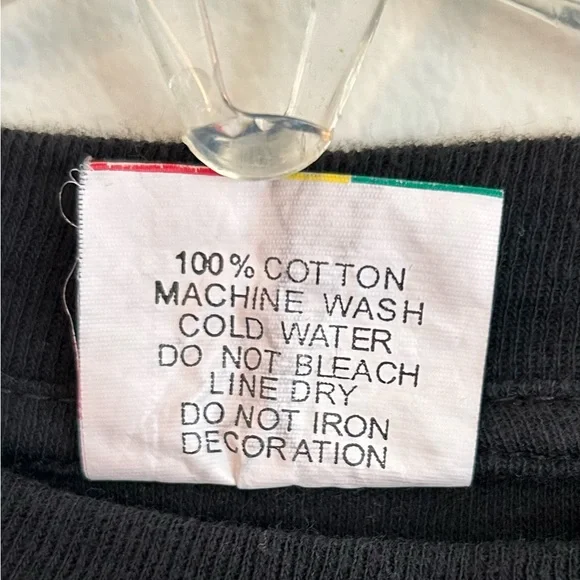 100% COTTON
MACHINE WASH
COLD WATER
DO NOT BLEACH
LINE DRY
DO NOT IRON
DECORATION